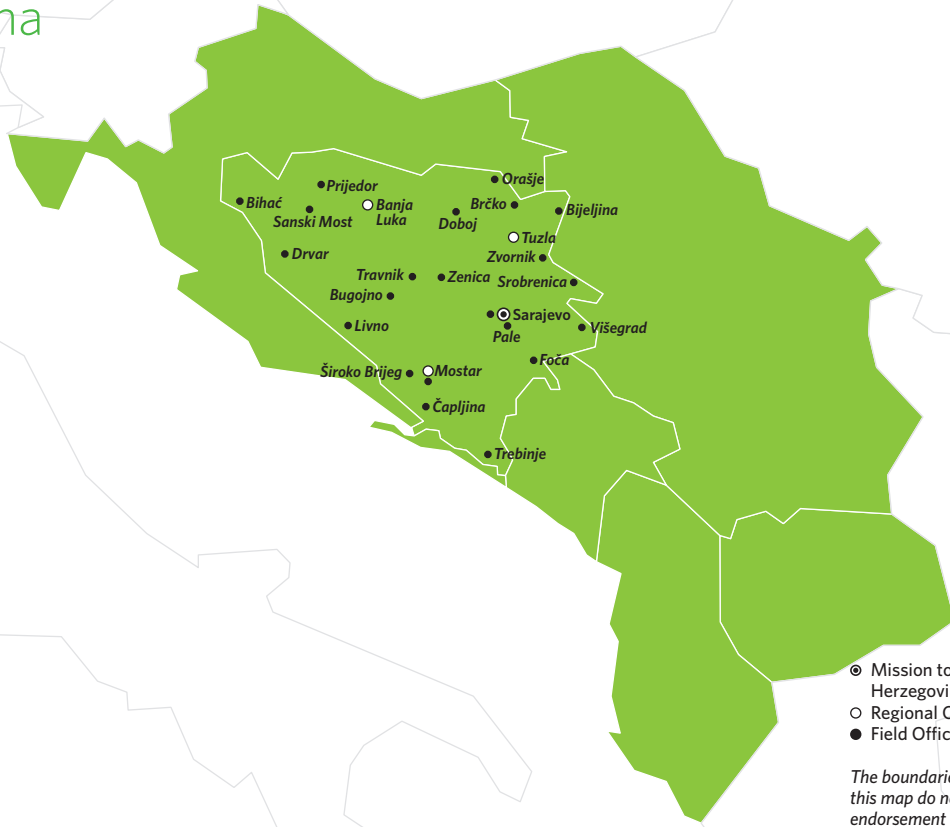 na
Orašje
Prijedor
Bihać
Banja
Luka
Brčko
Bijeljina
Sanski Most
Doboj
Tuzla
Drvar
Zvornik
Travnik
Zenica
Srobrenica
Bugojno
Sarajevo
Livno
Višegrad
Pale
Foča
Široko Brijeg
Mostar
Čapljina
Trebinje
Mission to
Herzegovi
Regional O
Field Offic
The boundarie
this map do no
endorsement